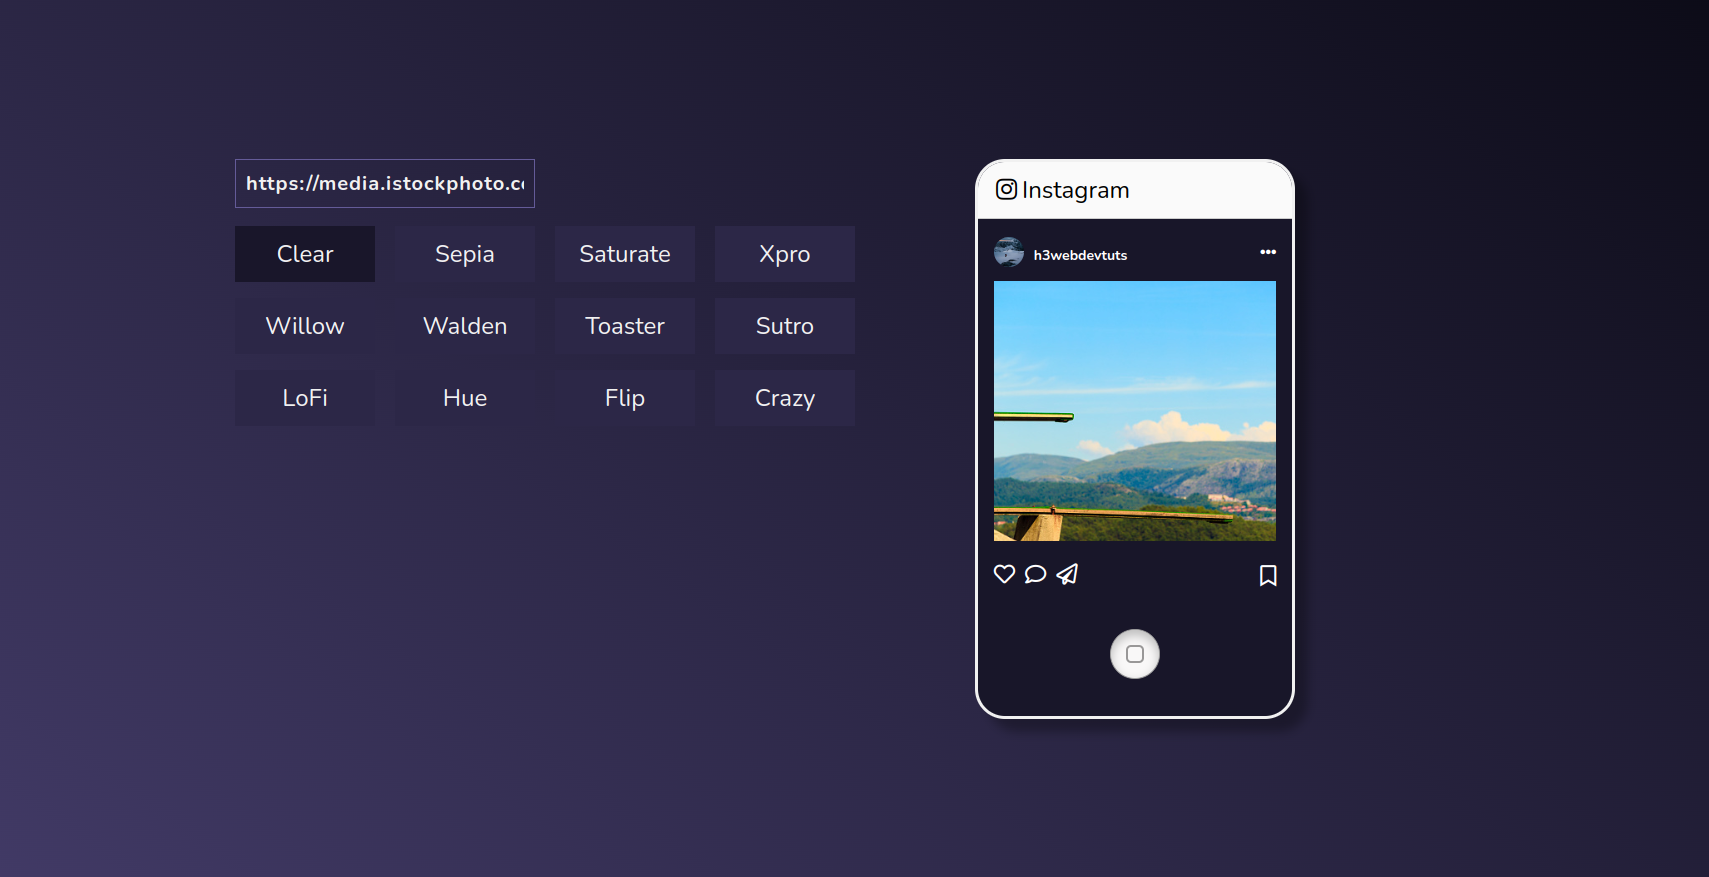 https://media.istockphoto.c
Clear Sepia Saturate Xpro
Willow Walden Toaster Sutro
LoFi Hue Flip Crazy
Instagram
h3webdevtuts